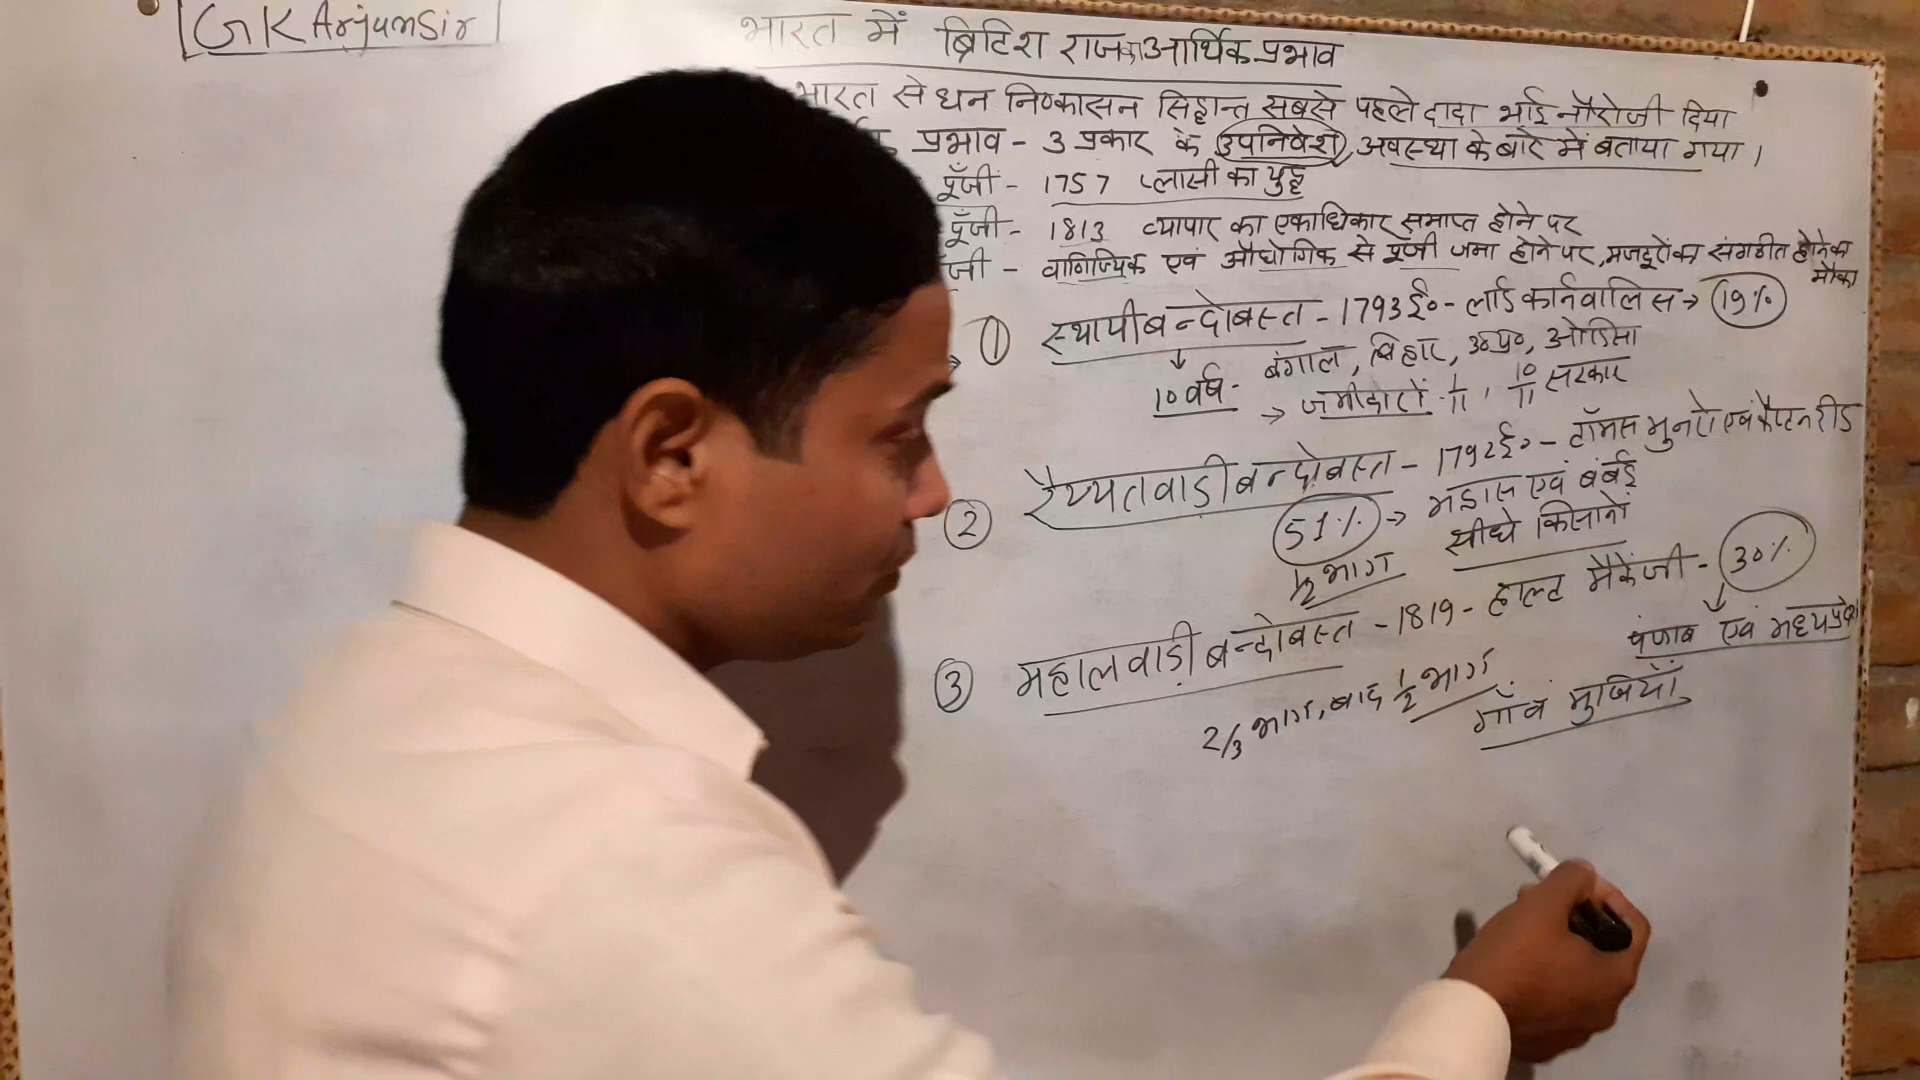 GK Arjun Sir
भारत में ब्रिटिश राज का आर्थिक प्रभाव
भारत से धन निष्कासन सिद्धान्त सबसे पहले दादा भाई नौरोजी दिया
प्रभाव - 3 प्रकार के उपनिवेश अवस्था के बारे में बताया गया।
पूँजी - 1757 प्लासी का युद्ध
पूँजी - 1813 व्यापार का एकाधिकार समाप्त होने पर
जी - वाणिज्यिक एवं औद्योगिक से पूँजी जमा होने पर, मजदूरों का संगठीत होने का मौका
① स्थायी बन्दोबस्त - 1793 ई० - लार्ड कार्नवालिस → 19%
↓ बंगाल, बिहार, उ०प्र०, ओडिसा
10 वर्ष - → जमीदारों 1/11, 10/11 सरकार
② रैय्यतवाड़ी बन्दोबस्त - 1792 ई० - टॉमस मुनरो एवं कैप्टन रीड
51% → मद्रास एवं बंबई
1/2 भाग सीधे किसानों
③ महालवाड़ी बन्दोबस्त - 1819 - हाल्ट मैकेंजी - 30%
↓ पंजाब एवं मध्यप्रदेश
2/3 भाग, बाद 1/2 भाग गाँव मुखियाँ